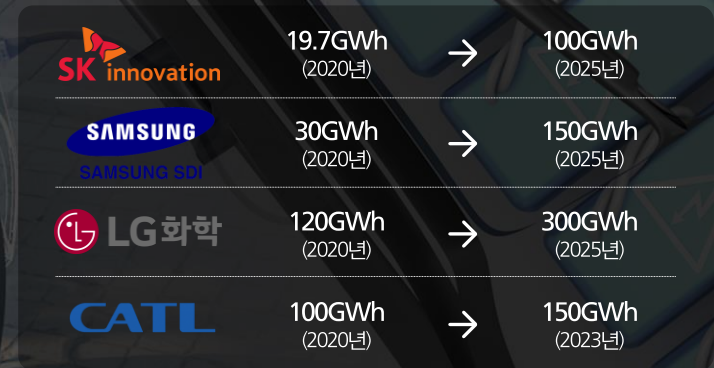 SK innovation
19.7GWh → 100GWh
(2020년) (2025년)
SAMSUNG
SAMSUNG SDI
30GWh → 150GWh
(2020년) (2025년)
LG화학
120GWh → 300GWh
(2020년) (2025년)
CATL
100GWh → 150GWh
(2020년) (2023년)